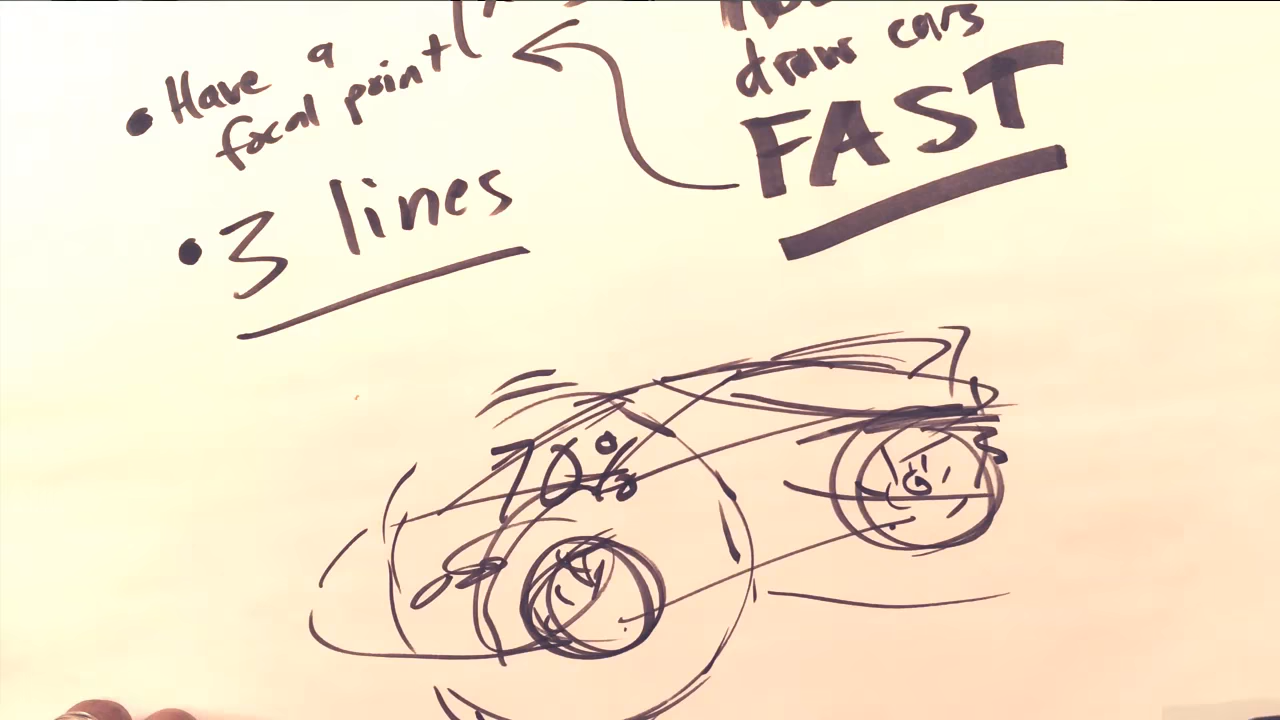 • Have a
focal point
• 3 lines
draw cars
FAST
70%